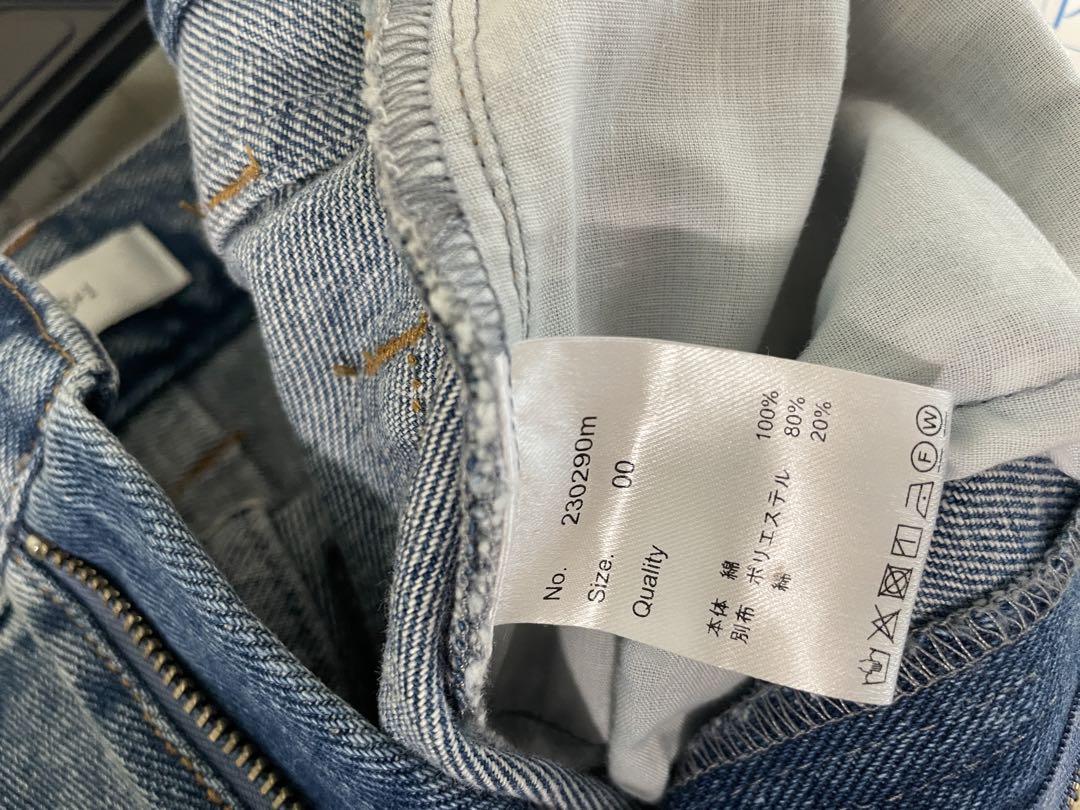 No. 230290m
Size. 00
Quality
本体 綿 100%
別布 ポリエステル 80%
綿 20%
F W